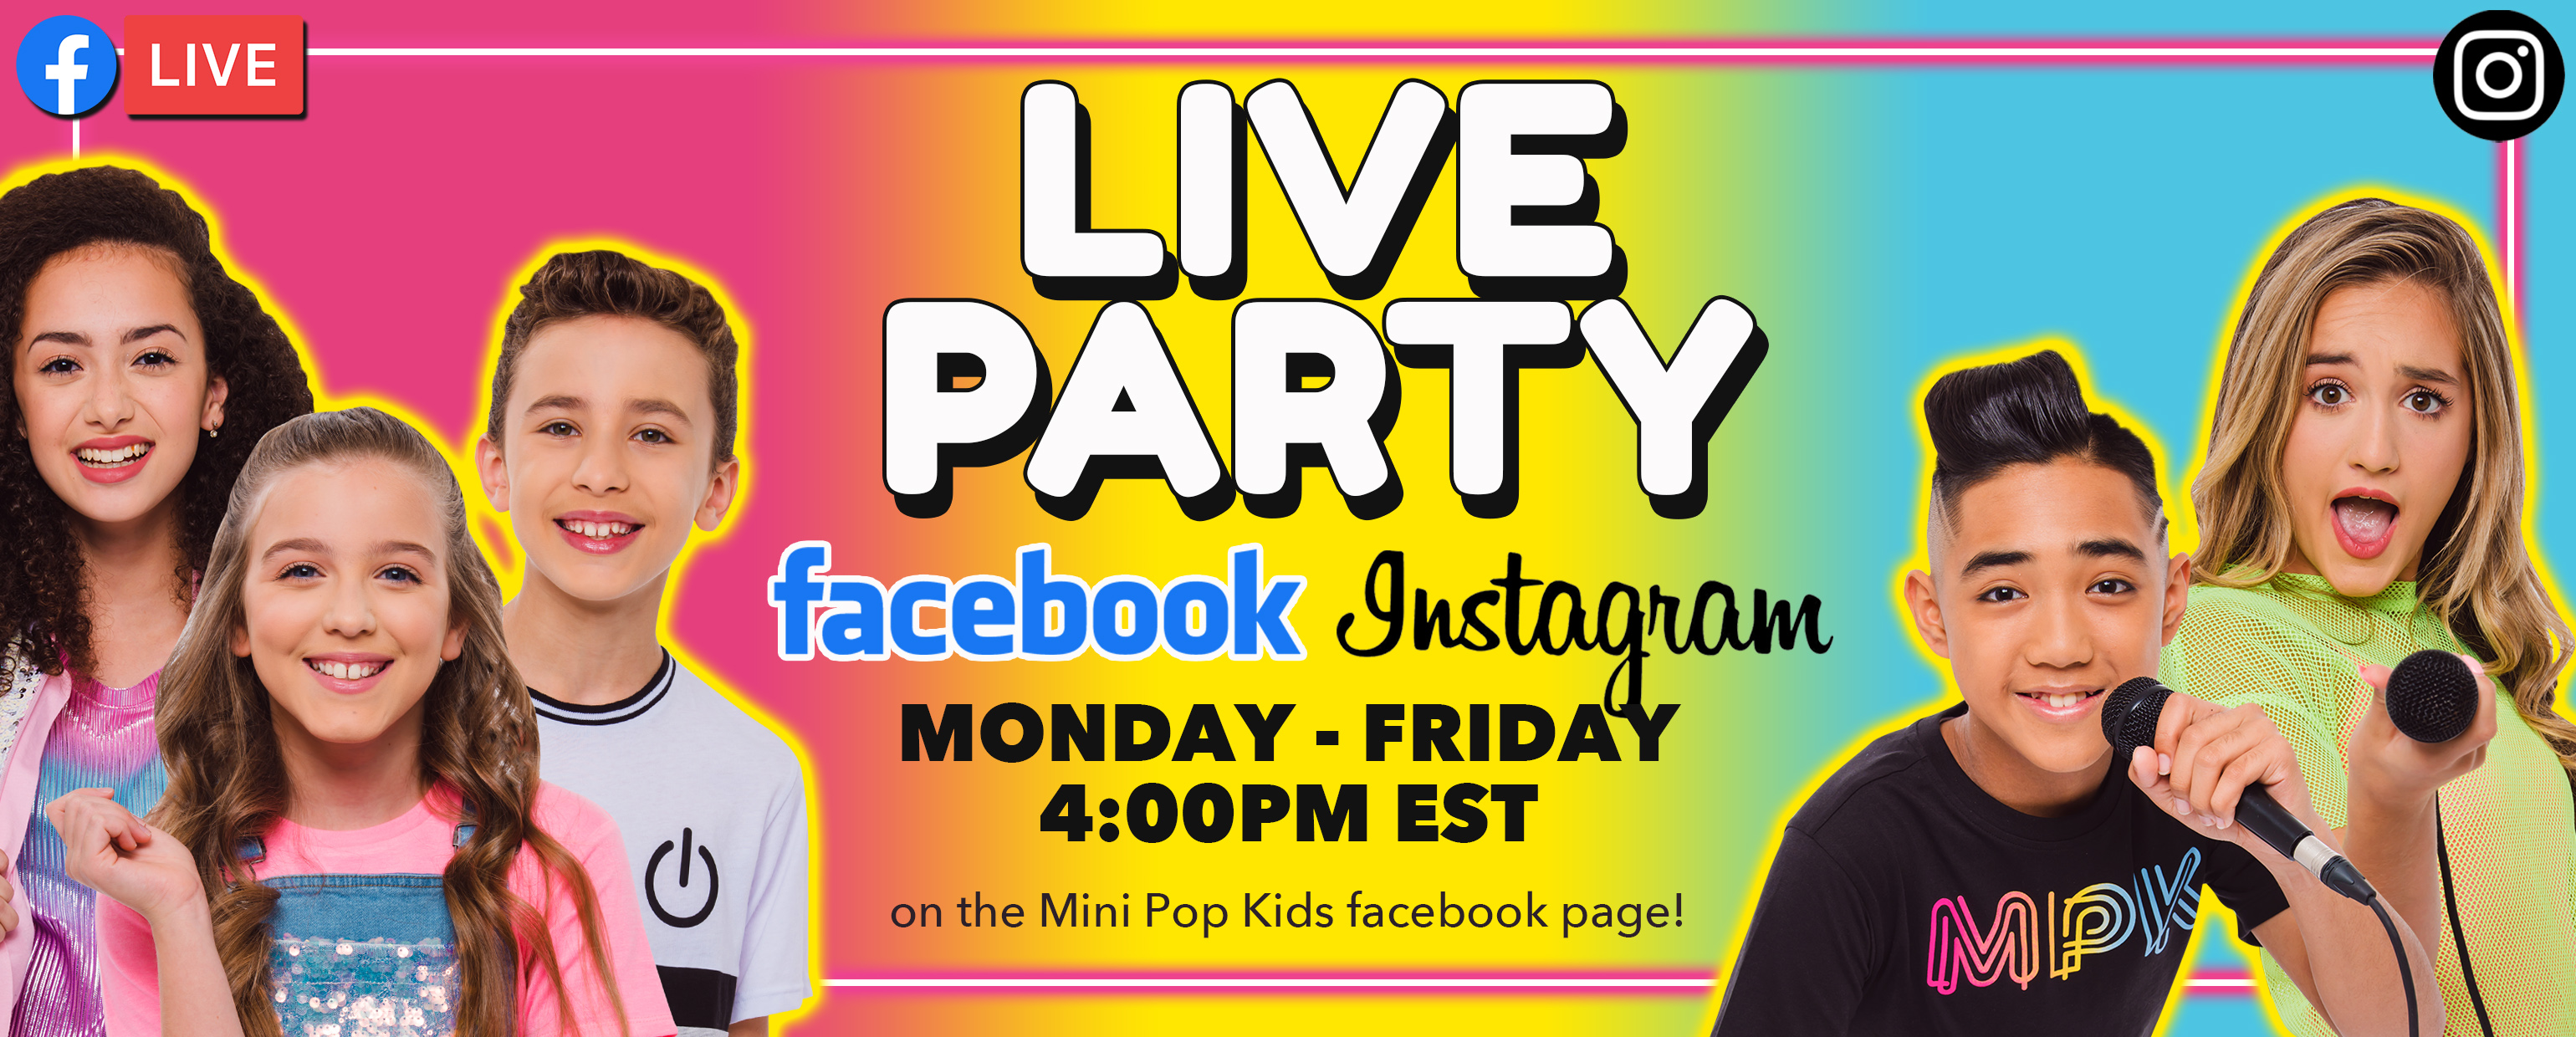 f LIVE
LIVE
PARTY
facebook Instagram
MONDAY - FRIDAY
4:00PM EST
on the Mini Pop Kids facebook page!
MPK